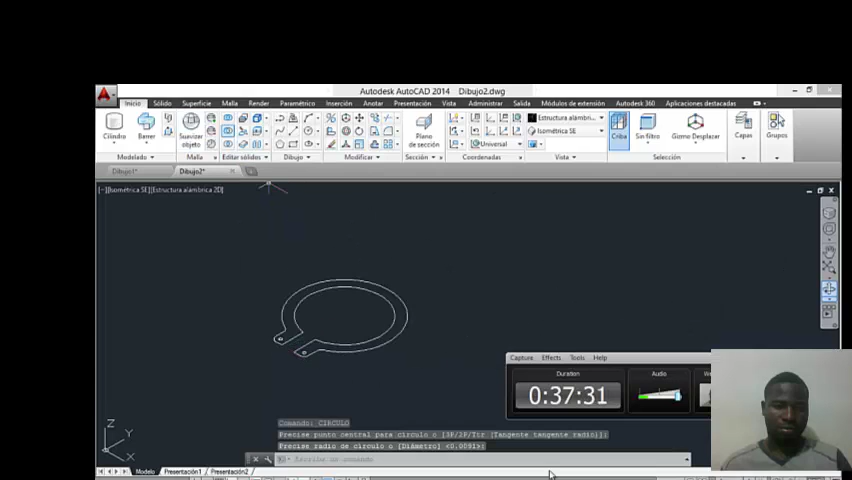 Autodesk AutoCAD 2014 Dibujo2.dwg
Inicio Sólido Superficie Malla Render Paramétrico Inserción Anotar Presentación Vista Administrar Salida Módulos de extensión Autodesk 360 Aplicaciones destacadas
Estructura alámbri...
Isométrica SE
Universal
Cilindro Barrer Suavizar objeto Plano de sección Criba Sin filtro Gizmo Desplazar Capas Grupos
Modelado Malla Editar sólidos Dibujo Modificar Sección Coordenadas Vista Selección
Dibujo1* Dibujo2*
[−][Isométrica SE][Estructura alámbrica 2D]
Capture Effects Tools Help
Duration Audio
0:37:31
Z
Y
X
Comando: CIRCULO
Precise punto central para círculo o [3P/2P/Ttr (Tangente tangente radio)]:
Precise radio de círculo o [Diámetro] <0.0091>:
Escriba un comando
Modelo Presentación1 Presentación2